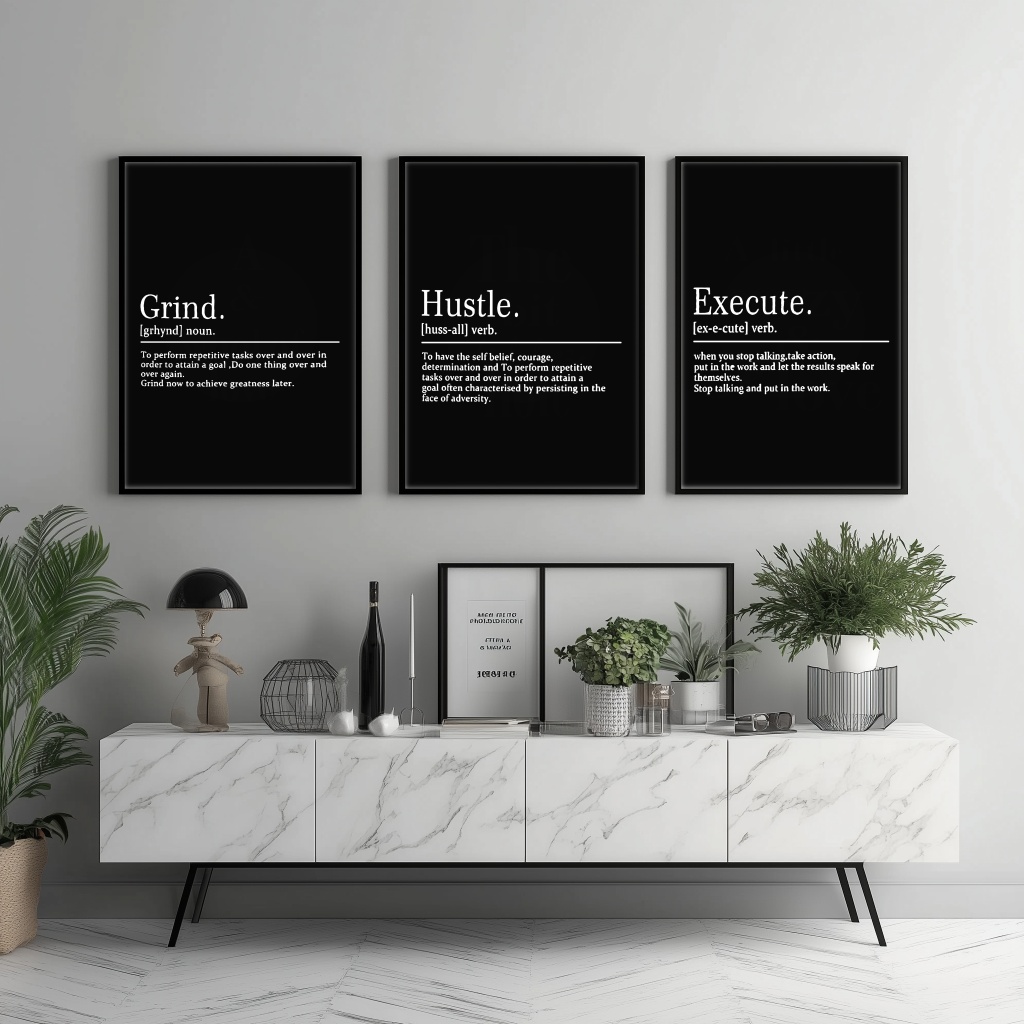 Grind.
[grhynd] noun.
To perform repetitive tasks over and over in
order to attain a goal ,Do one thing over and
over again.
Grind now to achieve greatness later.
Hustle.
[huss-all] verb.
To have the self belief, courage,
determination and To perform repetitive
tasks over and over in order to attain a
goal often characterised by persisting in the
face of adversity.
Execute.
[ex-e-cute] verb.
when you stop talking,take action,
put in the work and let the results speak for
themselves.
Stop talking and put in the work.